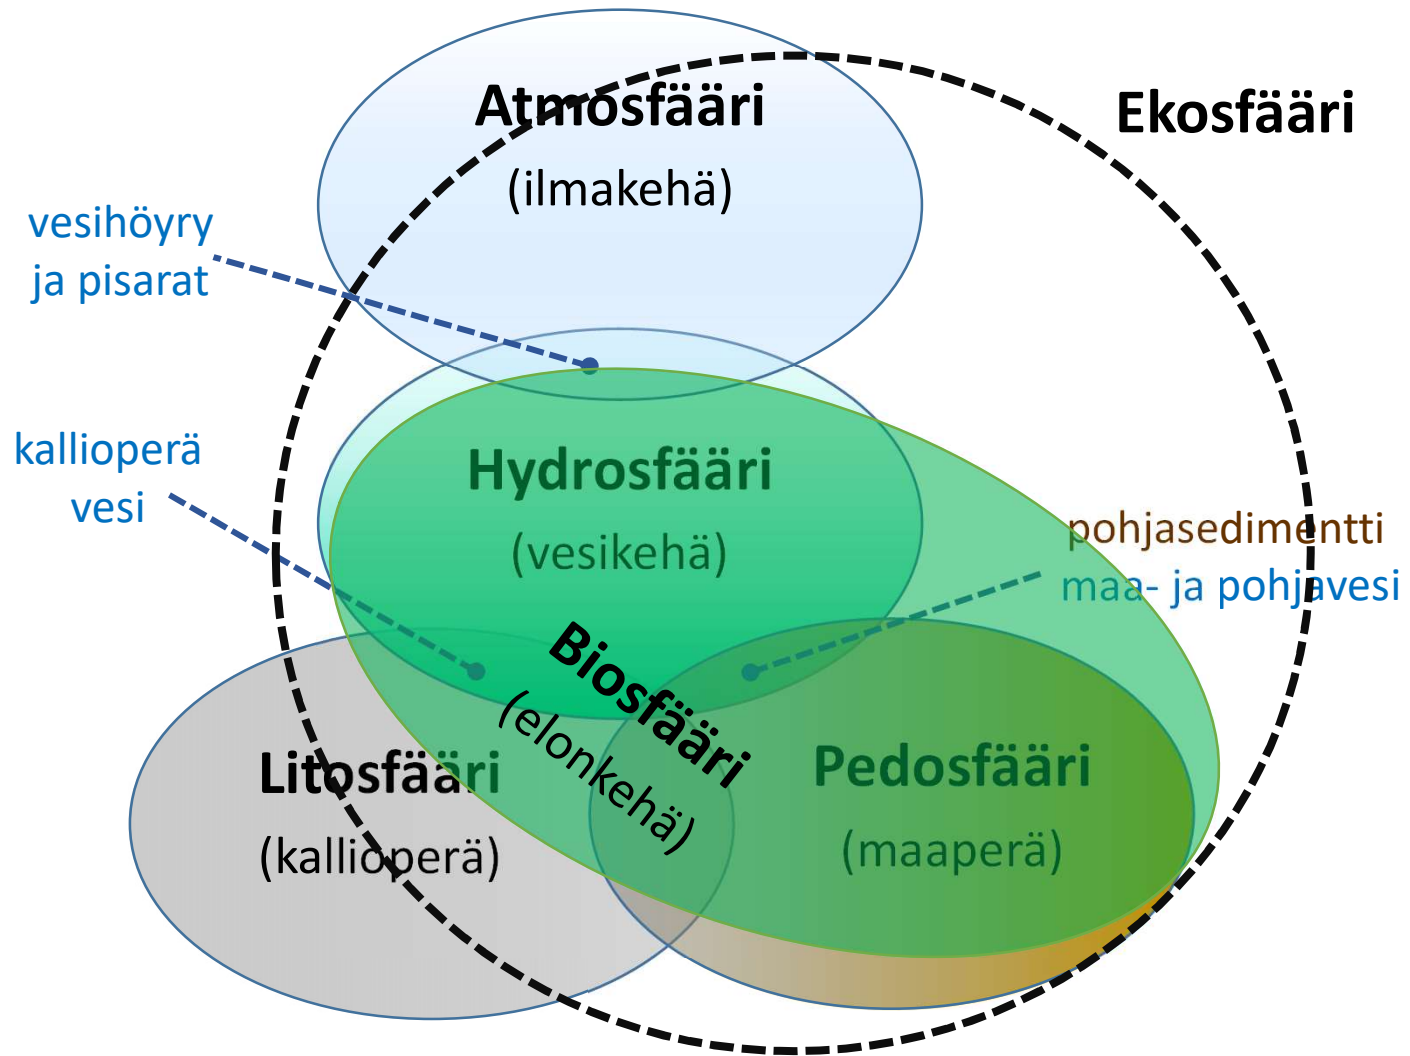 Atmosfääri
(ilmakehä)
Ekosfääri
vesihöyry
ja pisarat
kallioperä
vesi
Hydrosfääri
(vesikehä)
pohjasedimentti
maa- ja pohjavesi
Biosfääri
(elonkehä)
Litosfääri
(kallioperä)
Pedosfääri
(maaperä)